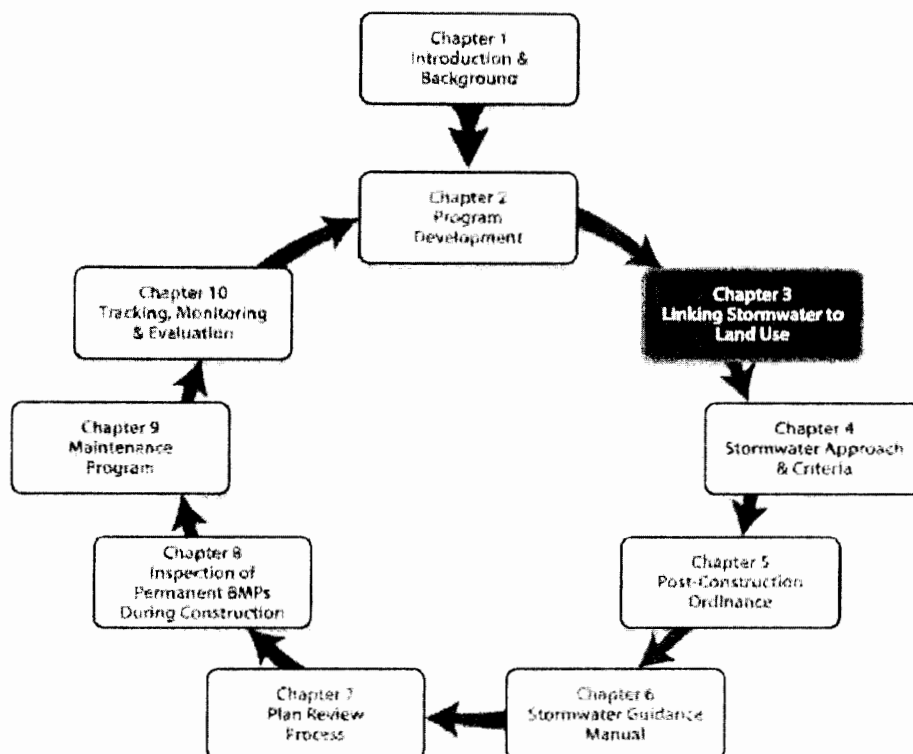 Chapter 1
Introduction &
Background
Chapter 2
Program
Development
Chapter 3
Linking Stormwater to
Land Use
Chapter 4
Stormwater Approach
& Criteria
Chapter 5
Post-Construction
Ordinance
Chapter 6
Stormwater Guidance
Manual
Chapter 7
Plan Review
Process
Chapter 8
Inspection of
Permanent BMPs
During Construction
Chapter 9
Maintenance
Program
Chapter 10
Tracking, Monitoring
& Evaluation